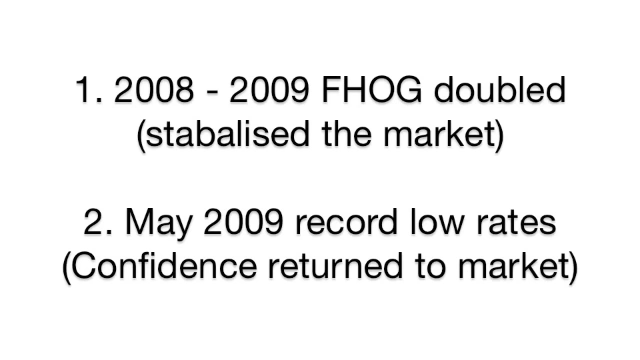 1. 2008 - 2009 FHOG doubled
(stabalised the market)
2. May 2009 record low rates
(Confidence returned to market)